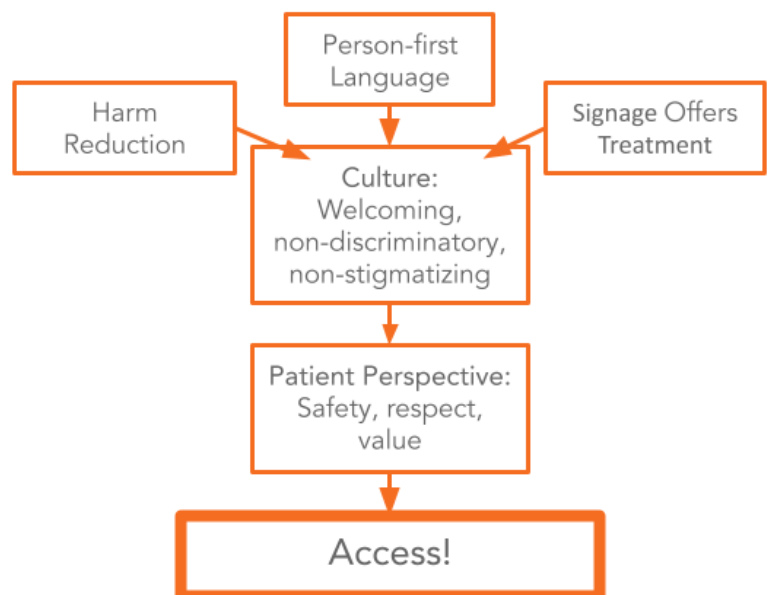 Person-first
Language
Harm
Reduction
Signage Offers
Treatment
Culture:
Welcoming,
non-discriminatory,
non-stigmatizing
Patient Perspective:
Safety, respect,
value
Access!